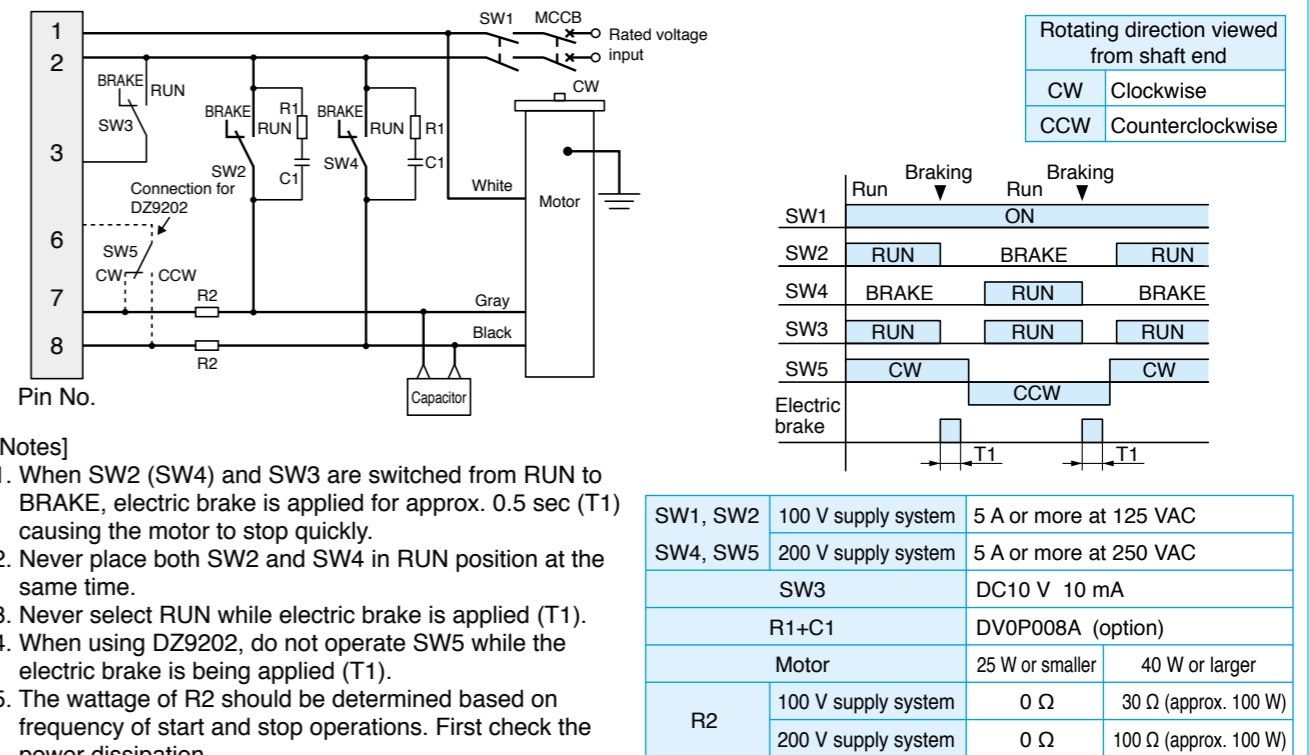 1
2
3
6
7
8
Pin No.
BRAKE
RUN
SW3
BRAKE
RUN
SW2
R1
C1
BRAKE
RUN
SW4
R1
C1
SW1
MCCB
Rated voltage
input
CW
White
Motor
Connection for
DZ9202
SW5
CW
CCW
R2
R2
Gray
Black
Capacitor
Rotating direction viewed
from shaft end
CW Clockwise
CCW Counterclockwise
Run Braking Run Braking
SW1 ON
SW2 RUN BRAKE RUN
SW4 BRAKE RUN BRAKE
SW3 RUN RUN RUN
SW5 CW CCW CW
Electric
brake
T1 T1
Notes]
1. When SW2 (SW4) and SW3 are switched from RUN to
BRAKE, electric brake is applied for approx. 0.5 sec (T1)
causing the motor to stop quickly.
2. Never place both SW2 and SW4 in RUN position at the
same time.
3. Never select RUN while electric brake is applied (T1).
4. When using DZ9202, do not operate SW5 while the
electric brake is being applied (T1).
5. The wattage of R2 should be determined based on
frequency of start and stop operations. First check the
power dissipation
SW1, SW2 100 V supply system 5 A or more at 125 VAC
SW4, SW5 200 V supply system 5 A or more at 250 VAC
SW3 DC10 V 10 mA
R1+C1 DV0P008A (option)
Motor 25 W or smaller 40 W or larger
R2 100 V supply system 0 Ω 30 Ω (approx. 100 W)
200 V supply system 0 Ω 100 Ω (approx. 100 W)